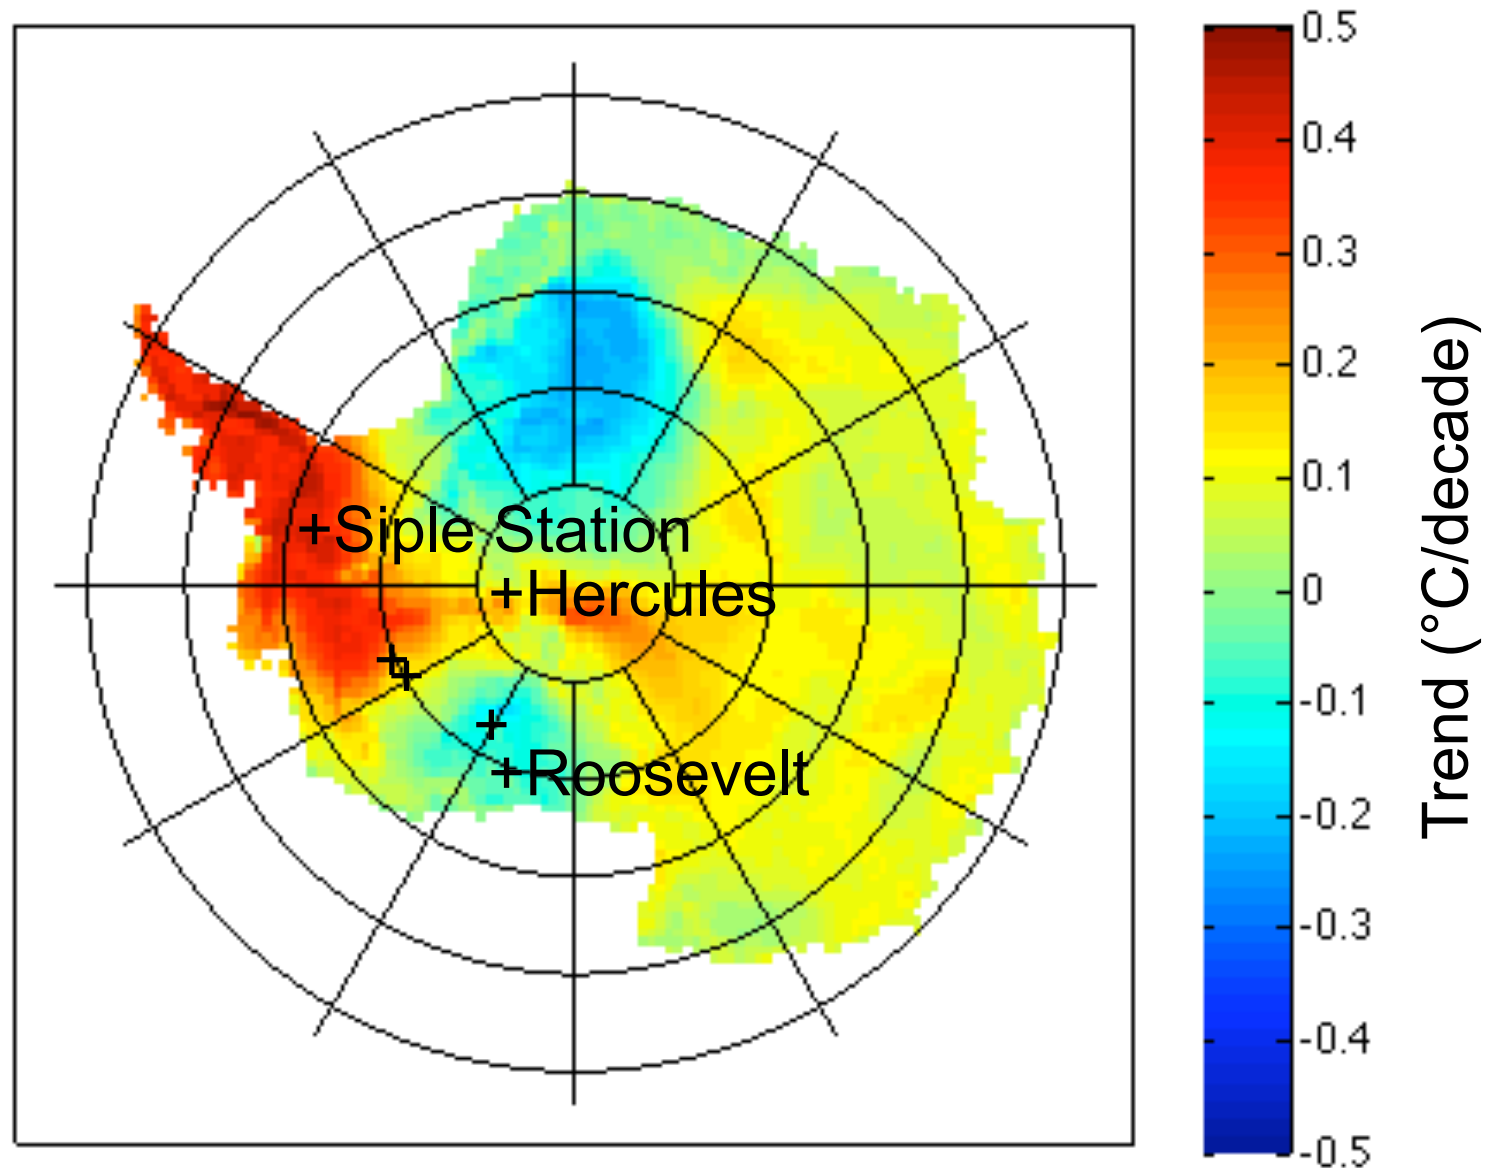 +Siple Station
+Hercules
+Roosevelt
0.5
0.4
0.3
0.2
0.1
0
-0.1
-0.2
-0.3
-0.4
-0.5
Trend (°C/decade)